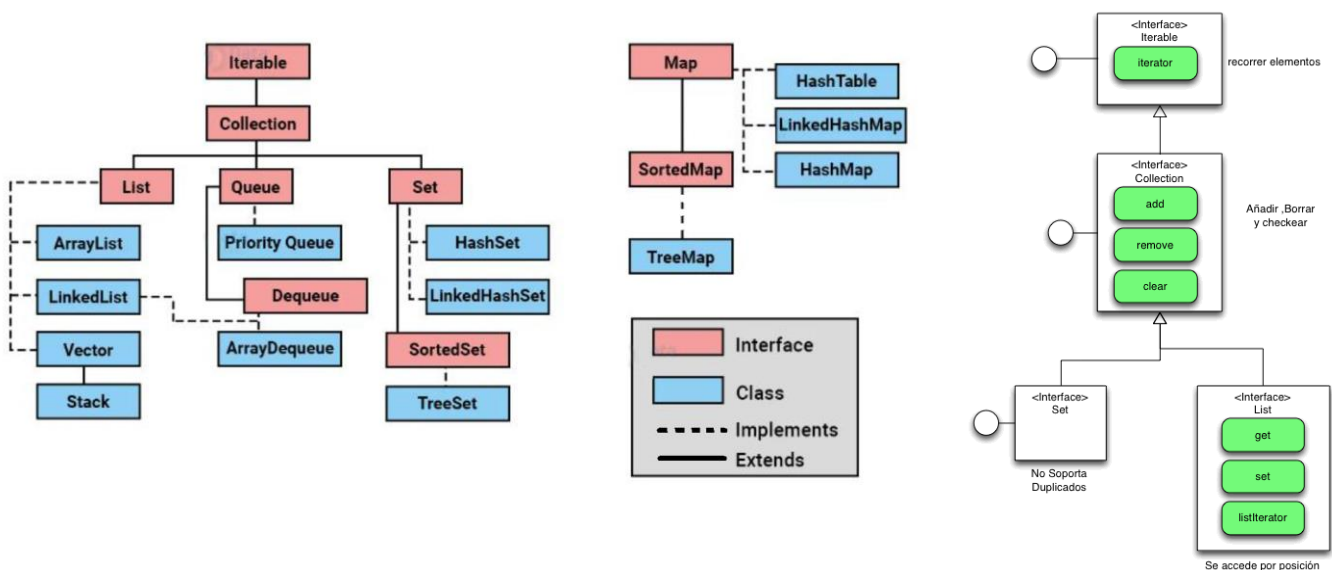 Iterable
Collection
List
Queue
Set
ArrayList
Priority Queue
HashSet
LinkedList
Dequeue
LinkedHashSet
Vector
ArrayDequeue
SortedSet
Stack
TreeSet
Map
HashTable
LinkedHashMap
SortedMap
HashMap
TreeMap
Interface
Class
Implements
Extends
<Interface>
Iterable
iterator
recorrer elementos
<Interface>
Collection
add
remove
clear
Añadir ,Borrar
y checkear
<Interface>
Set
No Soporta
Duplicados
<Interface>
List
get
set
listIterator
Se accede por posición